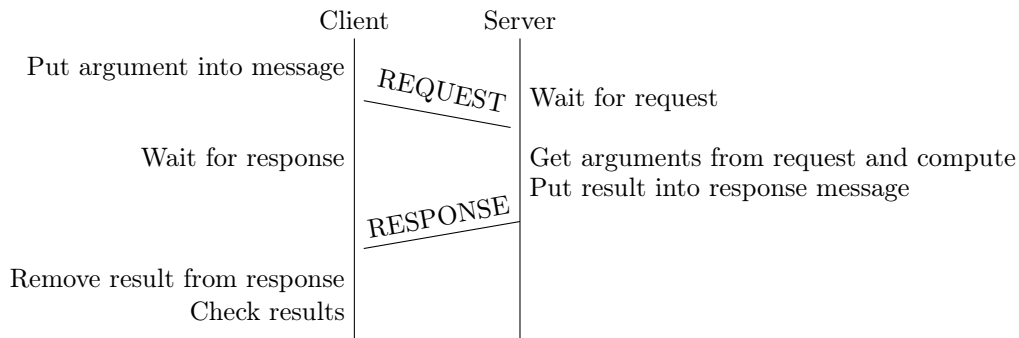 Client
Server
Put argument into message
REQUEST
Wait for request
Wait for response
Get arguments from request and compute
Put result into response message
RESPONSE
Remove result from response
Check results